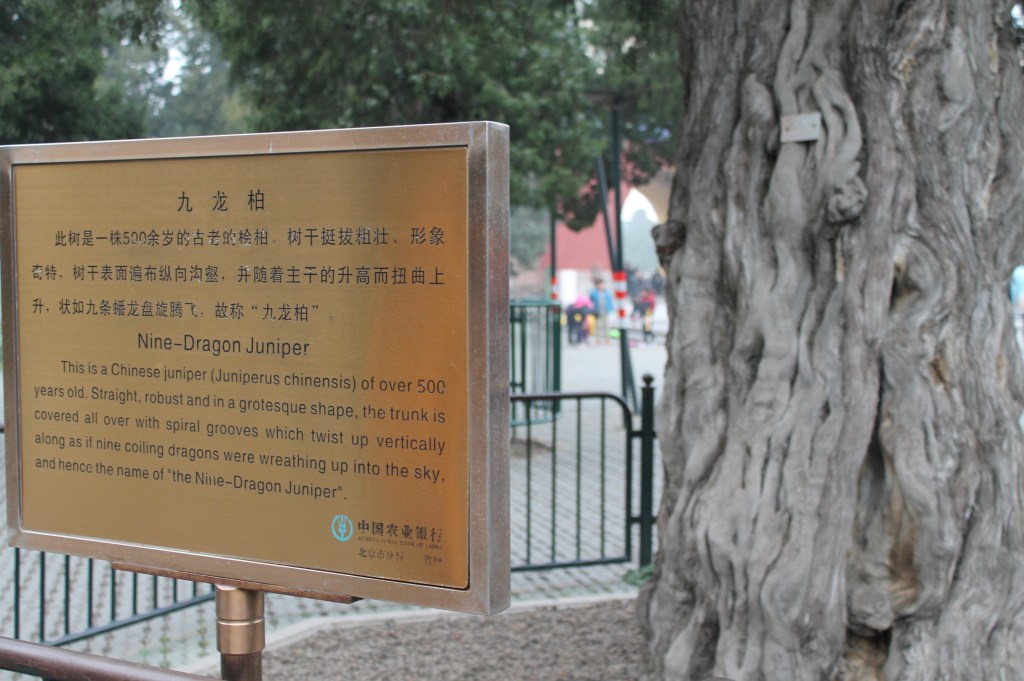 九龙柏
此树是一株500余岁的古老的桧柏。树干挺拔粗壮、形象
奇特，树干表面遍布纵向沟壑，并随着主干的升高而扭曲上
升，状如九条蟠龙盘旋腾飞，故称“九龙柏”。
Nine-Dragon Juniper
This is a Chinese juniper (Juniperus chinensis) of over 500
years old. Straight, robust and in a grotesque shape, the trunk is
covered all over with spiral grooves which twist up vertically
along as if nine coiling dragons were wreathing up into the sky,
and hence the name of "the Nine-Dragon Juniper".
中国农业银行
AGRICULTURAL BANK OF CHINA
北京市分行